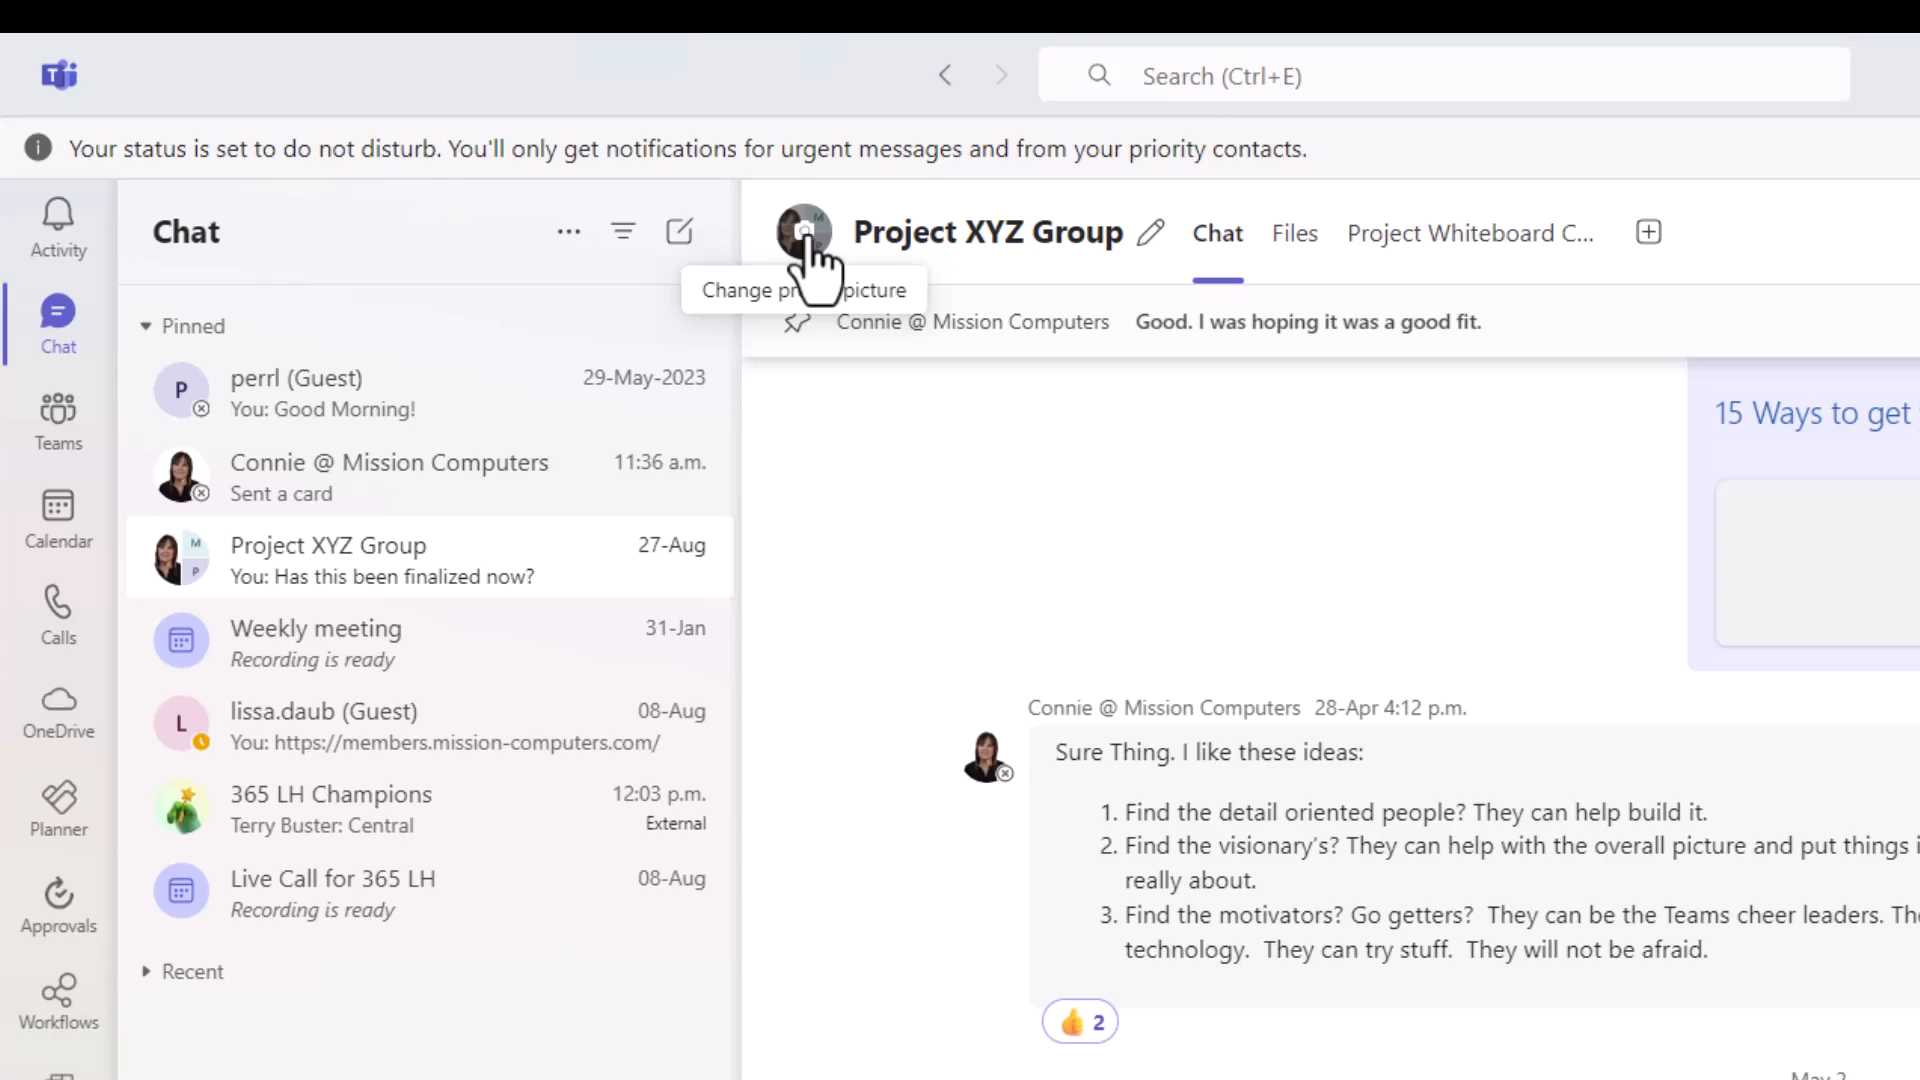 Search (Ctrl+E)
Your status is set to do not disturb. You'll only get notifications for urgent messages and from your priority contacts.
Activity
Chat
Teams
Calendar
Calls
OneDrive
Planner
Approvals
Workflows
Chat
Pinned
P
perrl (Guest)
29-May-2023
You: Good Morning!
Connie @ Mission Computers
11:36 a.m.
Sent a card
M
P
Project XYZ Group
27-Aug
You: Has this been finalized now?
Weekly meeting
31-Jan
Recording is ready
L
lissa.daub (Guest)
08-Aug
You: https://members.mission-computers.com/
365 LH Champions
12:03 p.m.
Terry Buster: Central
External
Live Call for 365 LH
08-Aug
Recording is ready
Recent
Project XYZ Group
Chat
Files
Project Whiteboard C...
Change picture
Connie @ Mission Computers
Good. I was hoping it was a good fit.
15 Ways to get
Connie @ Mission Computers 28-Apr 4:12 p.m.
Sure Thing. I like these ideas:
1. Find the detail oriented people? They can help build it.
2. Find the visionary's? They can help with the overall picture and put things
really about.
3. Find the motivators? Go getters? They can be the Teams cheer leaders.
technology. They can try stuff. They will not be afraid.
👍 2